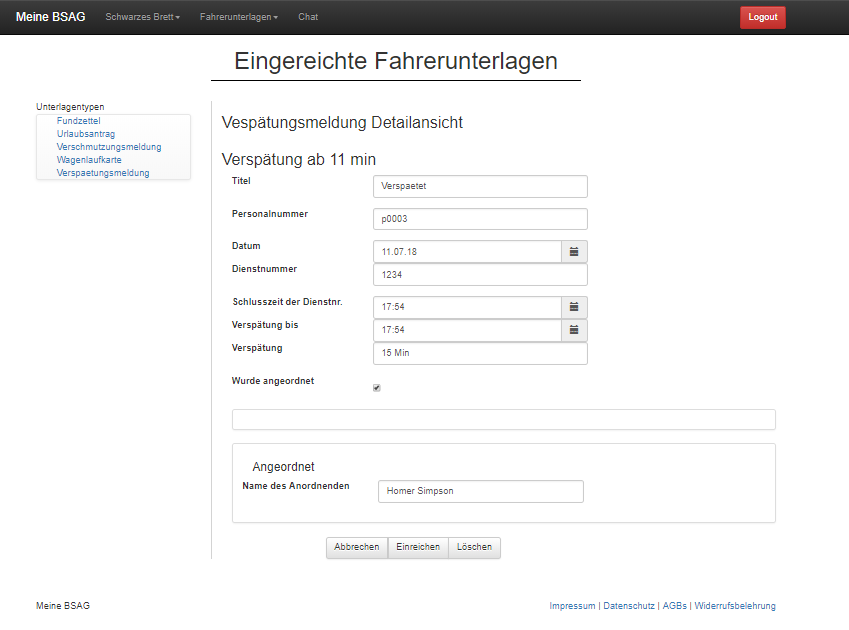 Meine BSAG Schwarzes Brett Fahrerunterlagen Chat Logout
Eingereichte Fahrerunterlagen
Unterlagentypen
Fundzettel
Urlaubsantrag
Verschmutzungsmeldung
Wagenlaufkarte
Verspaetungsmeldung
Vespätungsmeldung Detailansicht
Verspätung ab 11 min
Titel Verspaetet
Personalnummer p0003
Datum 11.07.18
Dienstnummer 1234
Schlusszeit der Dienstnr. 17:54
Verspätung bis 17:54
Verspätung 15 Min
Wurde angeordnet
Angeordnet
Name des Anordnenden Homer Simpson
Abbrechen Einreichen Löschen
Meine BSAG Impressum | Datenschutz | AGBs | Widerrufsbelehrung